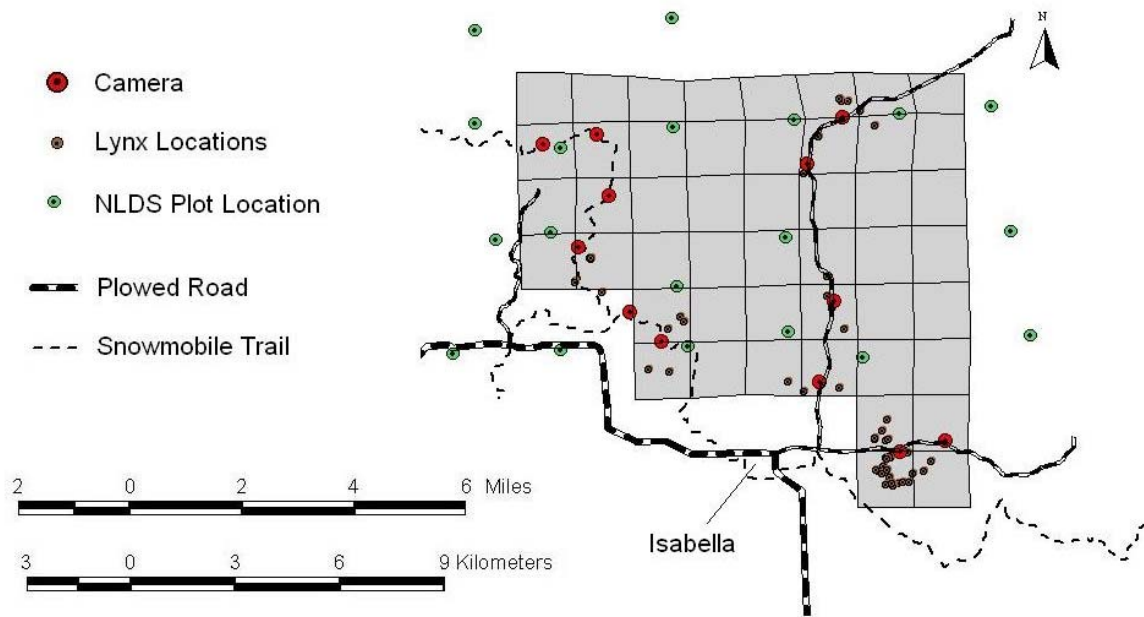 N
Camera
Lynx Locations
NLDS Plot Location
Plowed Road
Snowmobile Trail
2 0 2 4 6 Miles
Isabella
3 0 3 6 9 Kilometers